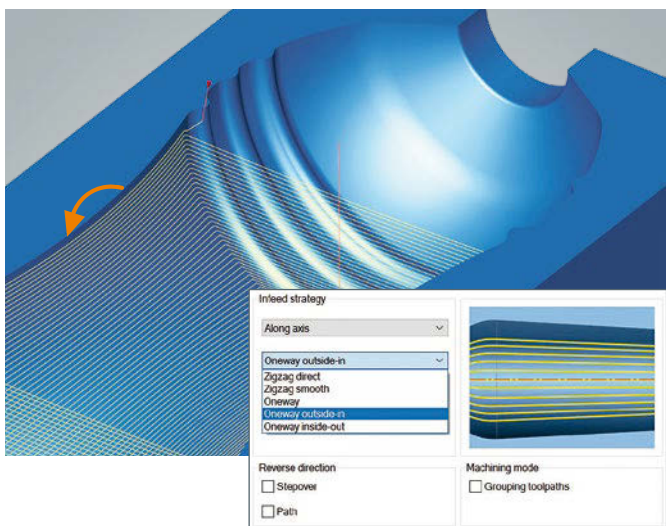 Infeed strategy
Along axis
Oneway outside-in
Zigzag direct
Zigzag smooth
Oneway
Oneway outside-in
Oneway inside-out
Reverse direction
Stepover
Path
Machining mode
Grouping toolpaths